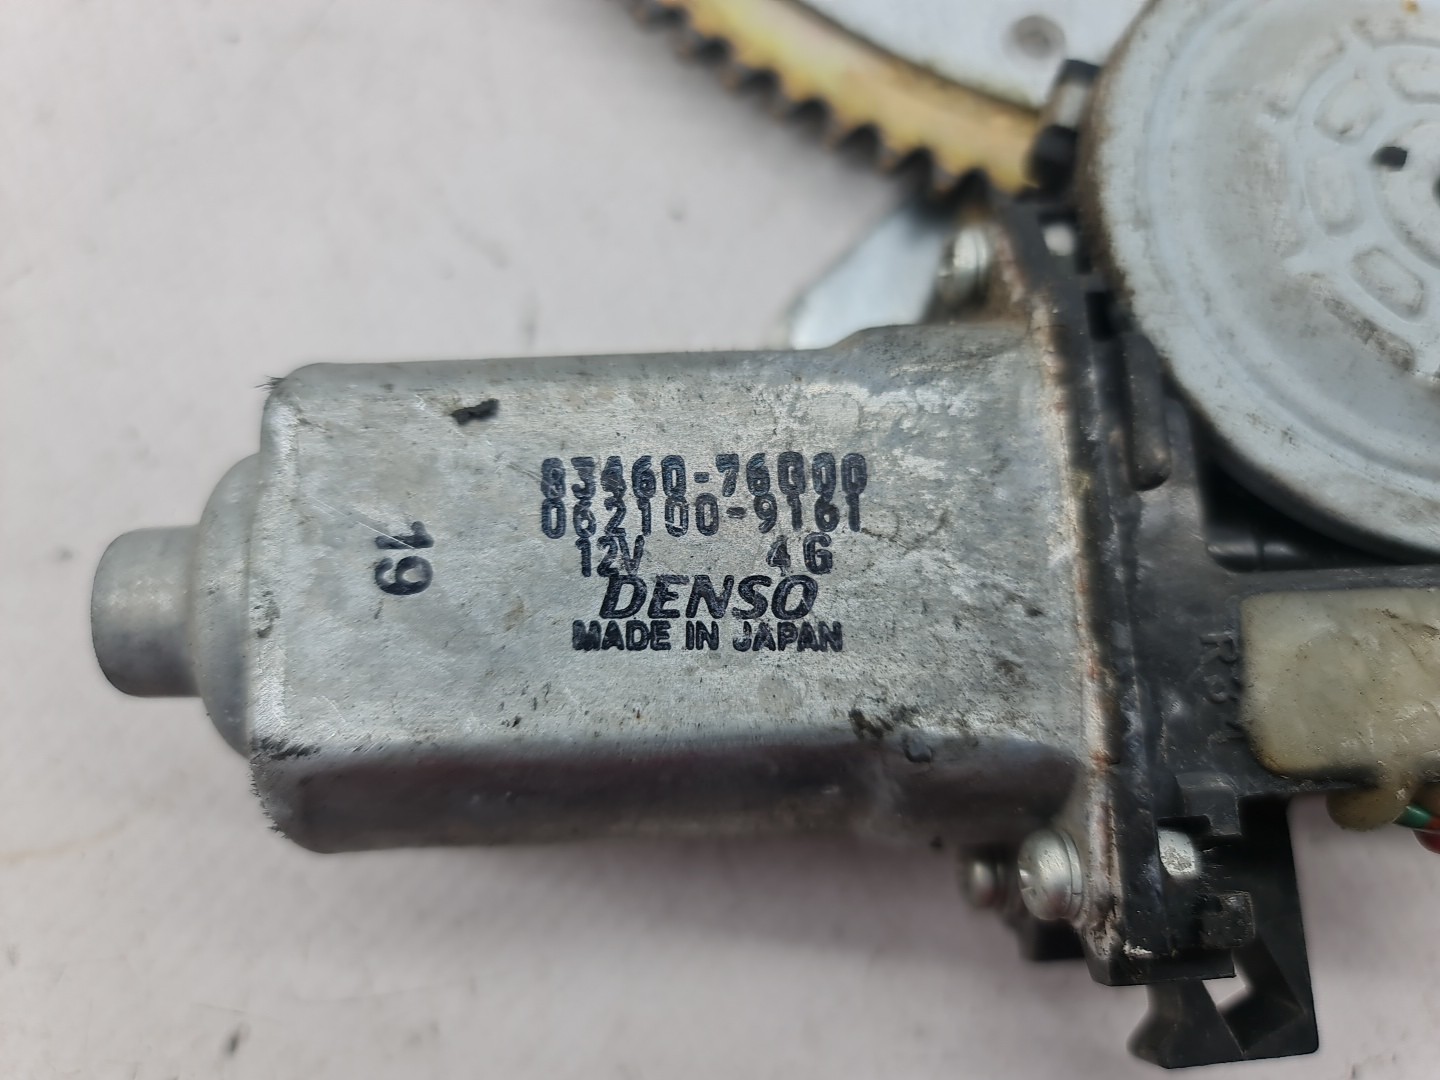 83460-76G00
062100-9161
12V 4G
DENSO
MADE IN JAPAN
19